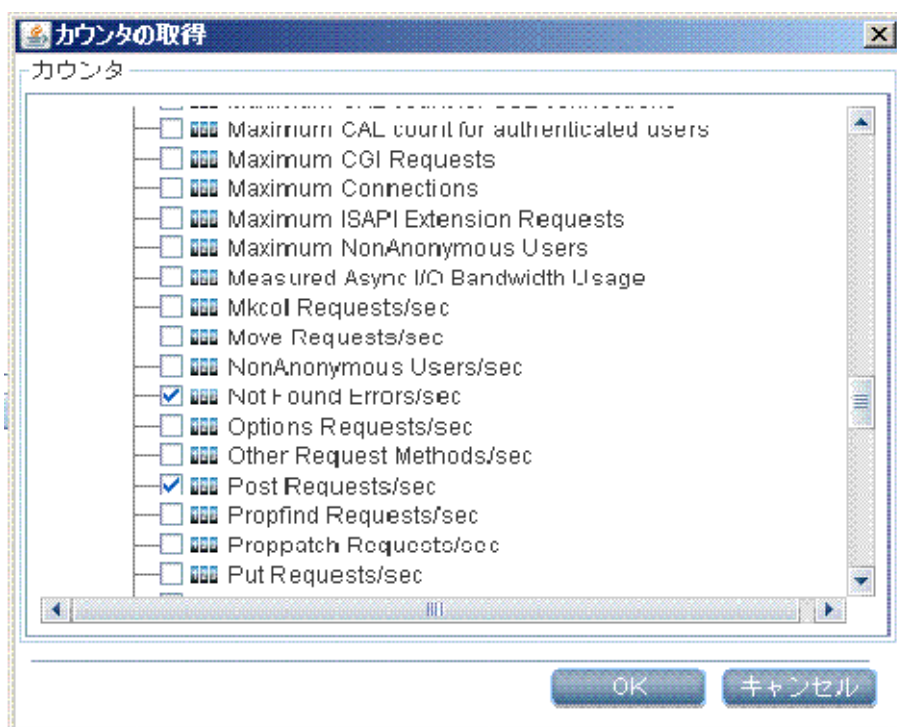 カウンタの取得
カウンタ
Maximum CAL count for authenticated users
Maximum CGI Requests
Maximum Connections
Maximum ISAPI Extension Requests
Maximum NonAnonymous Users
Measured Async I/O Bandwidth Usage
Mkcol Requests/sec
Move Requests/sec
NonAnonymous Users/sec
Not Found Errors/sec
Options Requests/sec
Other Request Methods/sec
Post Requests/sec
Propfind Requests/sec
Proppatch Requests/sec
Put Requests/sec
OK
キャンセル